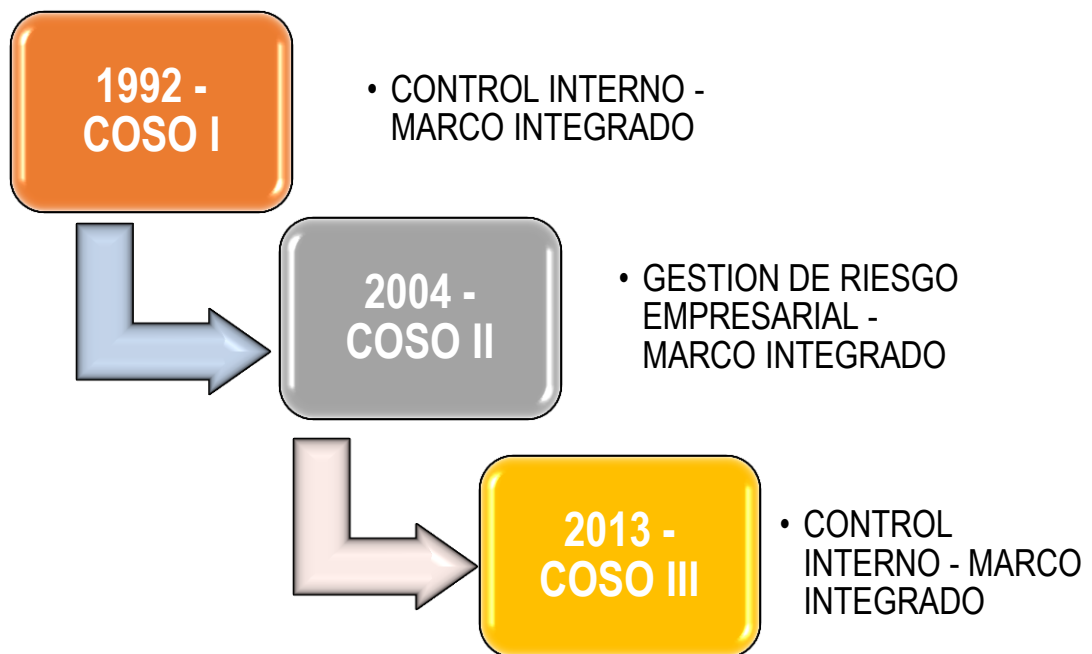 1992 -
COSO I
• CONTROL INTERNO -
MARCO INTEGRADO
2004 -
COSO II
• GESTION DE RIESGO
EMPRESARIAL -
MARCO INTEGRADO
2013 -
COSO III
• CONTROL
INTERNO - MARCO
INTEGRADO